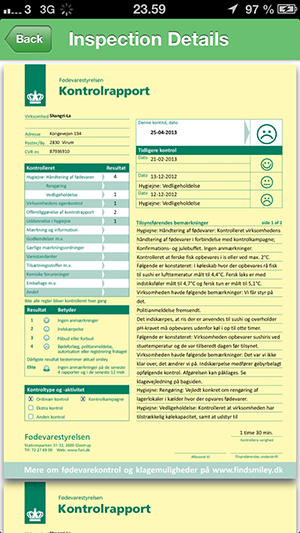 3 3G 23.59 97 %
Back
Inspection Details
Fødevarestyrelsen
Kontrolrapport
Virksomhed Shangri-La
Adresse Kongevejen 134
Postnr./By 2830 Virum
CVR-nr. 87936910
Denne kontrol, dato
25-04-2013
Tidligere kontrol
Dato 21-02-2013
Dato 13-12-2012
Hygiejne: Vedligeholdelse
Dato 12-12-2012
Hygiejne: Vedligeholdelse
Kontrolleret Resultat
Hygiejne: Håndtering af fødevarer 4
Rengøring
Vedligeholdelse 1
Virksomhedens egenkontrol 1
Offentliggørelse af kontrolrapport 2
Uddannelse i hygiejne 1
Mærkning og information
Godkendelser m.v.
Særlige mærkningsordninger
Varestandarder
Tilsætningsstoffer m.v.
Kemiske forureninger
Emballage m.v.
Andet
Ikke alle regler bliver kontrolleret hver gang
Resultat Betyder
1 Ingen anmærkninger
2 Indskærpelse
3 Påbud eller forbud
4 Bødeforlæg, politianmeldelse, autorisation eller registrering frataget
Dårligste resultat bestemmer aktuel smiley
Elite Ingen anmærkninger på de seneste 4 rapporter og i de seneste 12 mdr.
Kontroltype og -aktivitet
X Ordinær kontrol X Kontrolkampagne
Ekstra kontrol
Anden kontrol
Tilsynsførendes bemærkninger side 1 af 2
Hygiejne: Håndtering af fødevarer: Kontrolleret virksomhedens
håndtering af fødevarer i forbindelse med kontrolkampagne;
Konfirmations- og julebuffet. Ingen anmærkninger.
Kontrolleret at ferske fisk opbevares i is eller ved max. 2°C.
Følgende er konstateret: I køleskab hvor der opbevares rå fisk
til sushi er lufttemperatur målt til 4,4°C. Fersk laks er med
indstiksføler målt til 4,7°C og fersk tun er målt til 5,1°C.
Virksomheden havde følgende bemærkninger: Vi får styr på
det.
Politianmeldelse fremsendt.
Det indskærpes, at ris der er anvendes til sushi og overholder
pH-kravet må opbevares udenfor køl i op til otte timer.
Følgende er konstateret: Virksomheden opbevarer sushiris ved
stuetemperatur og de var tilberedt dagen før tilsynet.
Virksomheden havde følgende bemærkninger: Det var vi ikke
klar over, det ændrer vi på. Indskærpelse medfører gebyrbelagt
opfølgende kontrol. Afgørelsen kan påklages. Se
klagevejledning på bagsiden.
Hygiejne: Rengøring: Vejledt konkret om rengøring af
lagerlokaler i kælder hvor der opvares fødevarer.
Hygiejne: Vedligeholdelse: Kontrolleret at virksomheden har
tilstrækkelig kølekapacitet, samt at udstyr til
1 time 30 min.
Kontrollens varighed
Fødevarestyrelsen
Stationsparken 31-33, 2600 Glostrup
Tlf: 72 27 69 00 Web: www.fvst.dk
Mere om fødevarekontrol og klagemuligheder på www.findsmiley.dk
Fødevarestyrelsen
Kontrolrapport